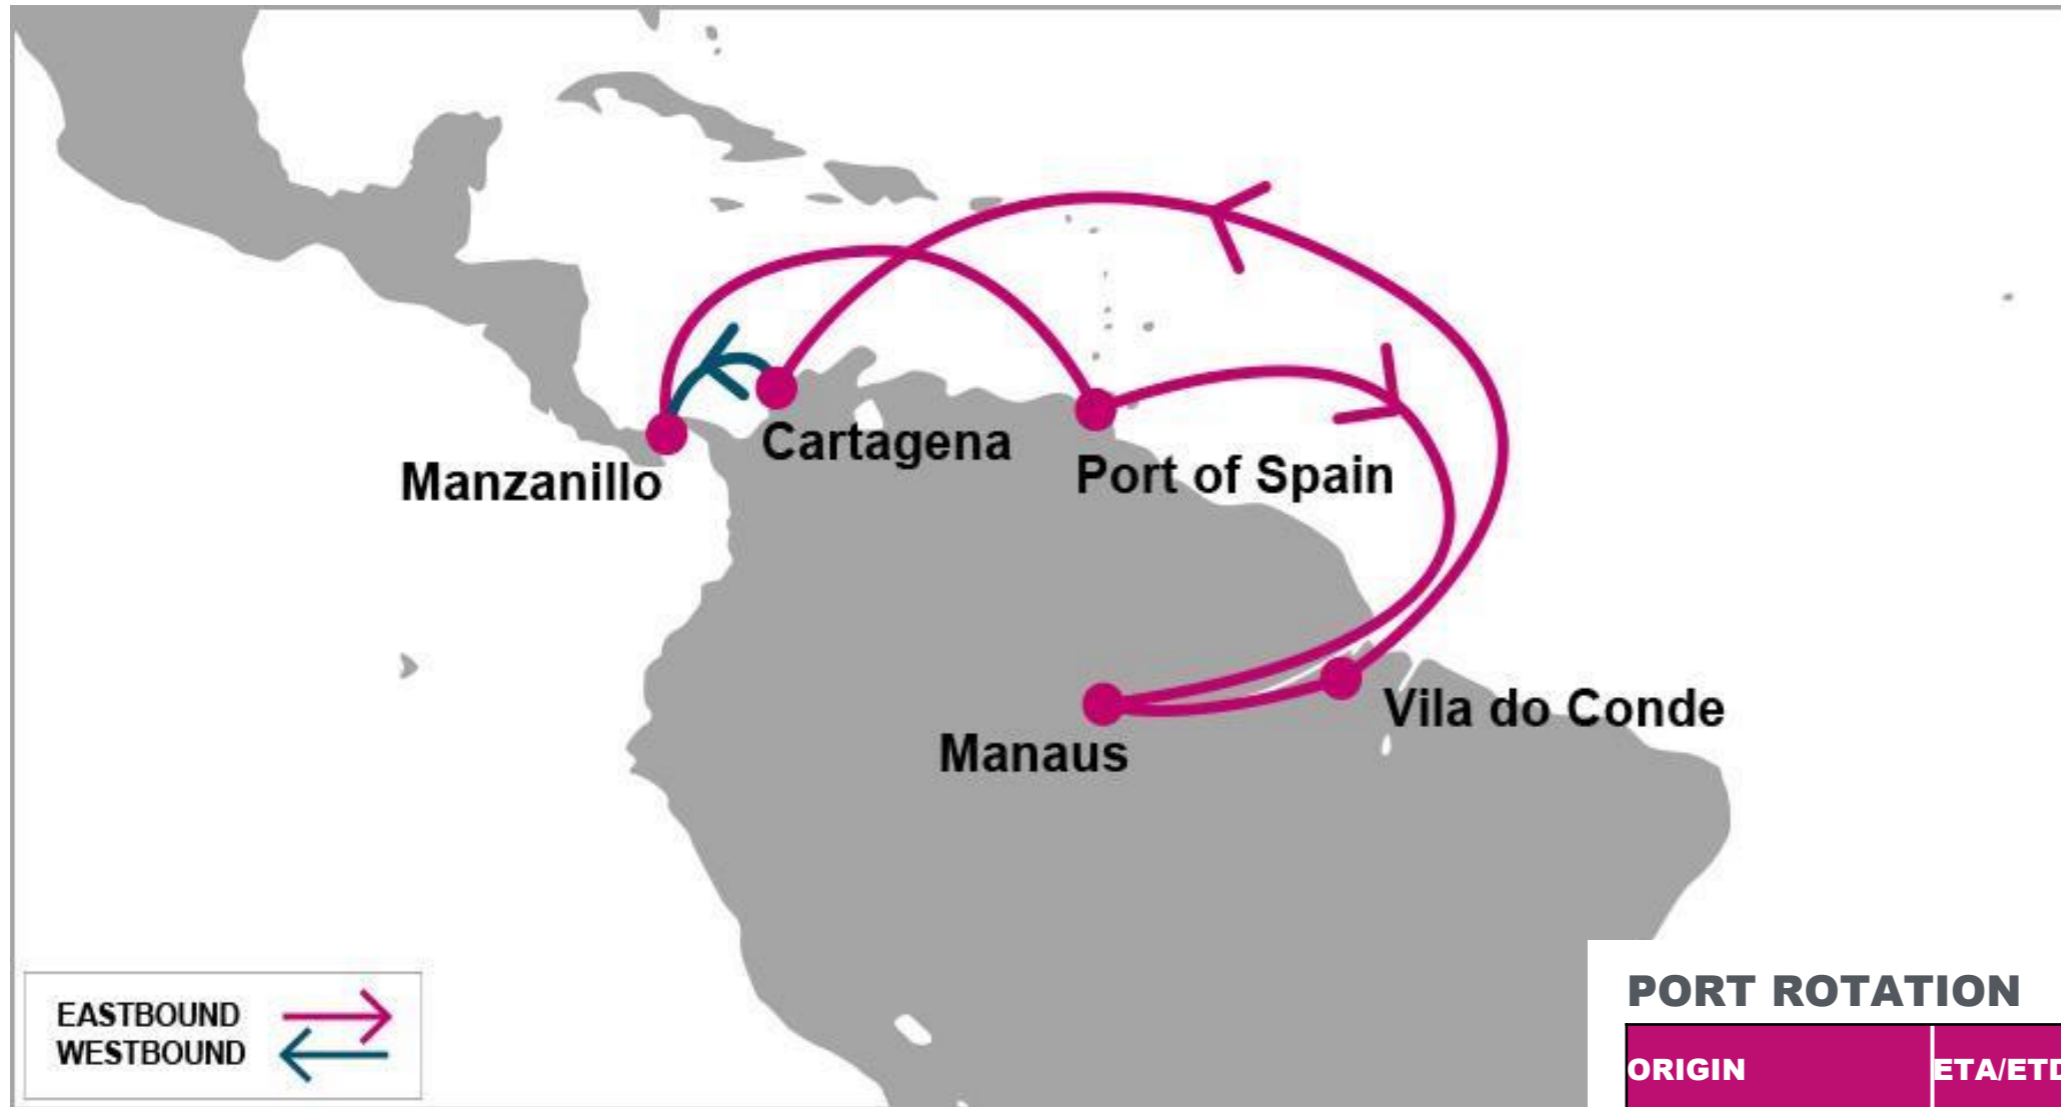 Cartagena
Manzanillo
Port of Spain
Vila do Conde
Manaus
EASTBOUND
WESTBOUND
PORT ROTATION
ORIGIN
ETA/ETD